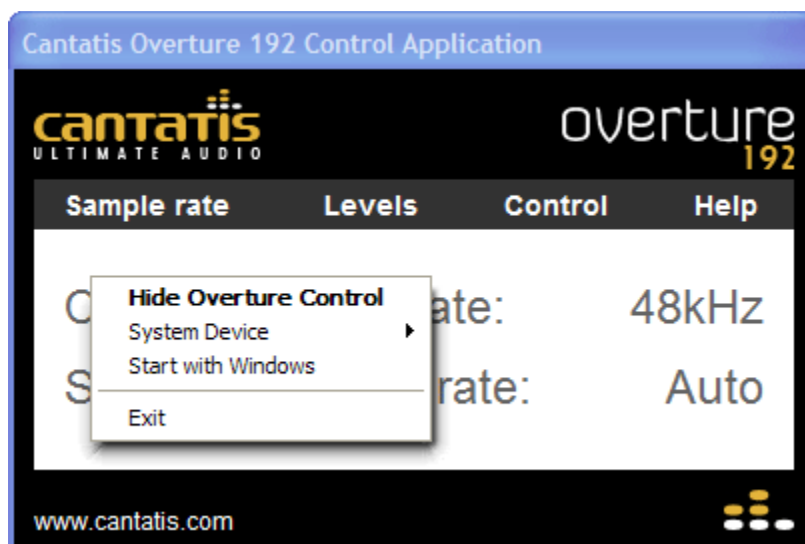 Cantatis Overture 192 Control Application
cantatis
ULTIMATE AUDIO
overture
192
Sample rate Levels Control Help
Hide Overture Control
System Device
Start with Windows
Exit
rate: 48kHz
rate: Auto
www.cantatis.com